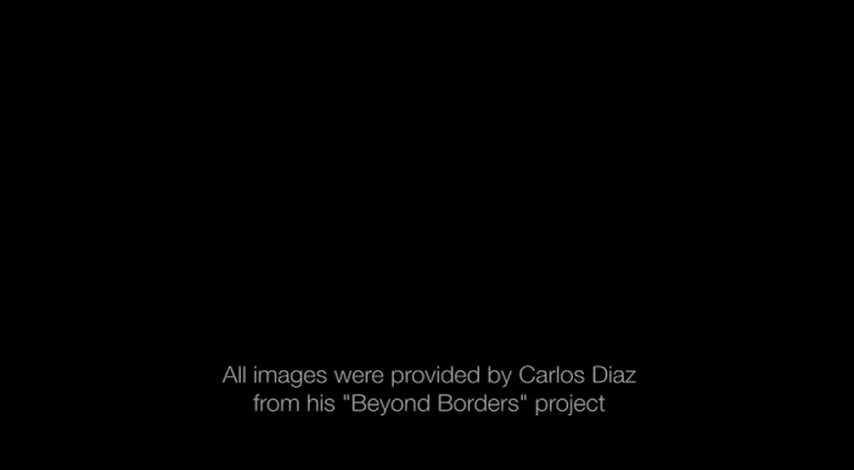 All images were provided by Carlos Diaz
from his "Beyond Borders" project